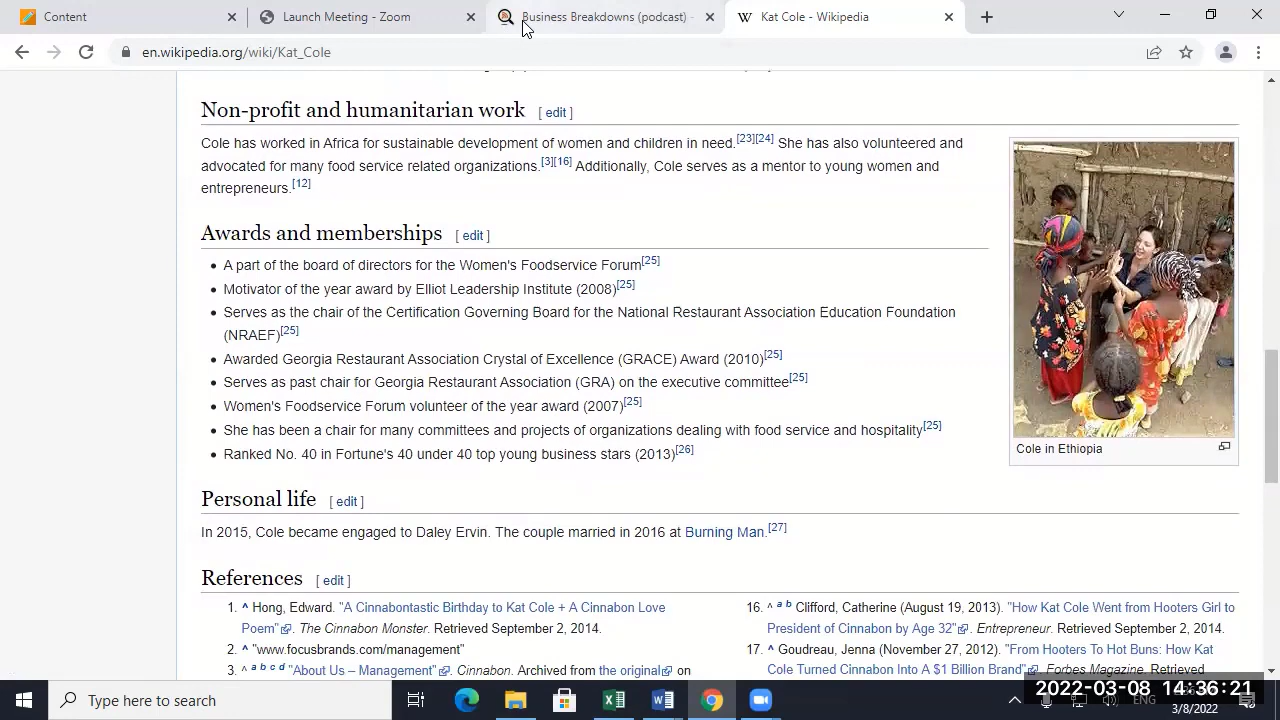 Content
Launch Meeting - Zoom
Business Breakdowns (podcast) -
W Kat Cole - Wikipedia
en.wikipedia.org/wiki/Kat_Cole
Non-profit and humanitarian work [ edit ]
Cole has worked in Africa for sustainable development of women and children in need.[23][24] She has also volunteered and
advocated for many food service related organizations.[3][16] Additionally, Cole serves as a mentor to young women and
entrepreneurs.[12]
Cole in Ethiopia
Awards and memberships [ edit ]
• A part of the board of directors for the Women's Foodservice Forum[25]
• Motivator of the year award by Elliot Leadership Institute (2008)[25]
• Serves as the chair of the Certification Governing Board for the National Restaurant Association Education Foundation
(NRAEF)[25]
• Awarded Georgia Restaurant Association Crystal of Excellence (GRACE) Award (2010)[25]
• Serves as past chair for Georgia Restaurant Association (GRA) on the executive committee[25]
• Women's Foodservice Forum volunteer of the year award (2007)[25]
• She has been a chair for many committees and projects of organizations dealing with food service and hospitality[25]
• Ranked No. 40 in Fortune's 40 under 40 top young business stars (2013)[26]
Personal life [ edit ]
In 2015, Cole became engaged to Daley Ervin. The couple married in 2016 at Burning Man.[27]
References [ edit ]
1. ^ Hong, Edward. "A Cinnabontastic Birthday to Kat Cole + A Cinnabon Love
Poem". The Cinnabon Monster. Retrieved September 2, 2014.
2. ^ "www.focusbrands.com/management"
3. ^ a b c d "About Us – Management". Cinnabon. Archived from the original on
16. ^ a b Clifford, Catherine (August 19, 2013). "How Kat Cole Went from Hooters Girl to
President of Cinnabon by Age 32". Entrepreneur. Retrieved September 2, 2014.
17. ^ Goudreau, Jenna (November 27, 2012). "From Hooters To Hot Buns: How Kat
Cole Turned Cinnabon Into A $1 Billion Brand". Forbes Magazine. Retrieved
Type here to search
ENG
2022-03-08 14:36:21
3/8/2022